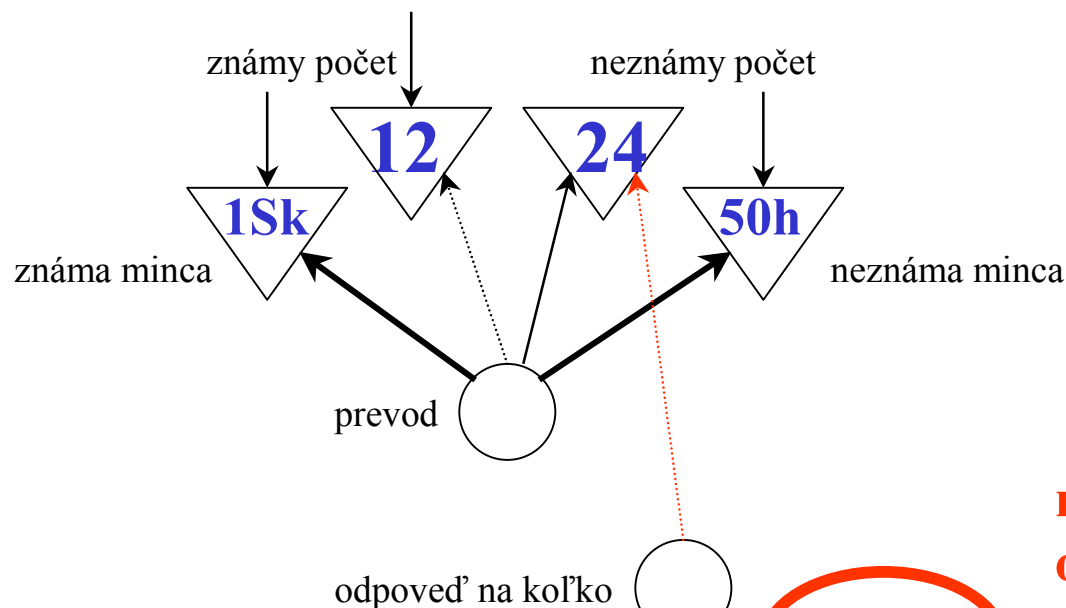 známy počet
neznámy počet
12
24
1Sk
50h
známa minca
neznáma minca
prevod
odpoveď na koľko